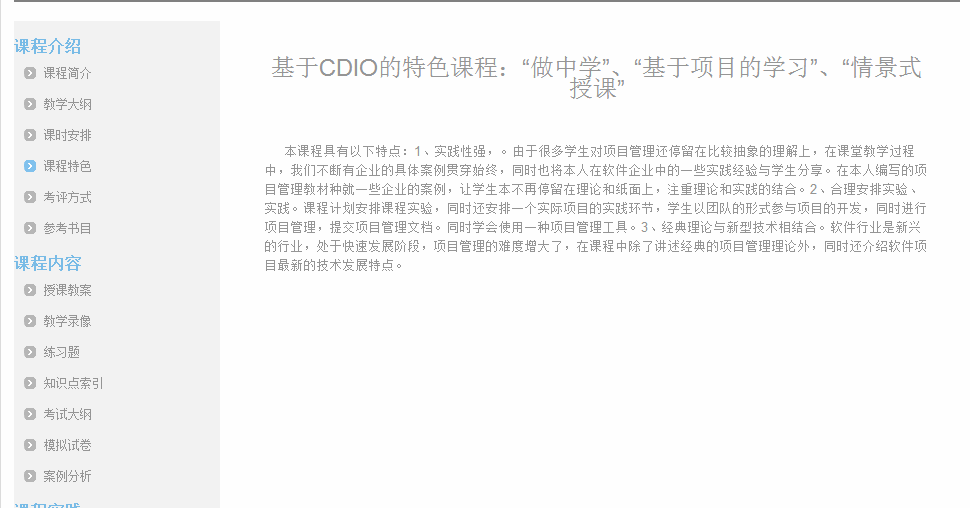 课程介绍
课程简介
教学大纲
课时安排
课程特色
考评方式
参考书目
课程内容
授课教案
教学录像
练习题
知识点索引
考试大纲
模拟试卷
案例分析
基于CDIO的特色课程：“做中学”、“基于项目的学习”、“情景式
授课”
本课程具有以下特点：1、实践性强，。由于很多学生对项目管理还停留在比较抽象的理解上，在课堂教学过程
中，我们不断有企业的具体案例贯穿始终，同时也将本人在软件企业中的一些实践经验与学生分享。在本人编写的项
目管理教材种就一些企业的案例，让学生本不再停留在理论和纸面上，注重理论和实践的结合。2、合理安排实验、
实践。课程计划安排课程实验，同时还安排一个实际项目的实践环节，学生以团队的形式参与项目的开发，同时进行
项目管理，提交项目管理文档。同时学会使用一种项目管理工具。3、经典理论与新型技术相结合。软件行业是新兴
的行业，处于快速发展阶段，项目管理的难度增大了，在课程中除了讲述经典的项目管理理论外，同时还介绍软件项
目最新的技术发展特点。